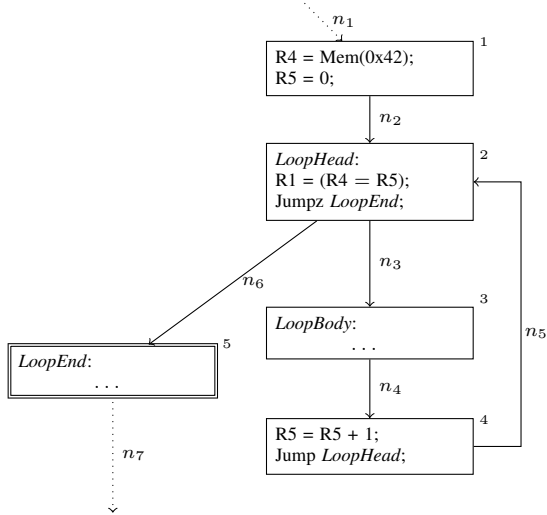 n1
1
R4 = Mem(0x42);
R5 = 0;
n2
2
LoopHead:
R1 = (R4 = R5);
Jumpz LoopEnd;
n6
n3
3
LoopBody:
...
n5
5
LoopEnd:
...
n4
4
R5 = R5 + 1;
Jump LoopHead;
n7